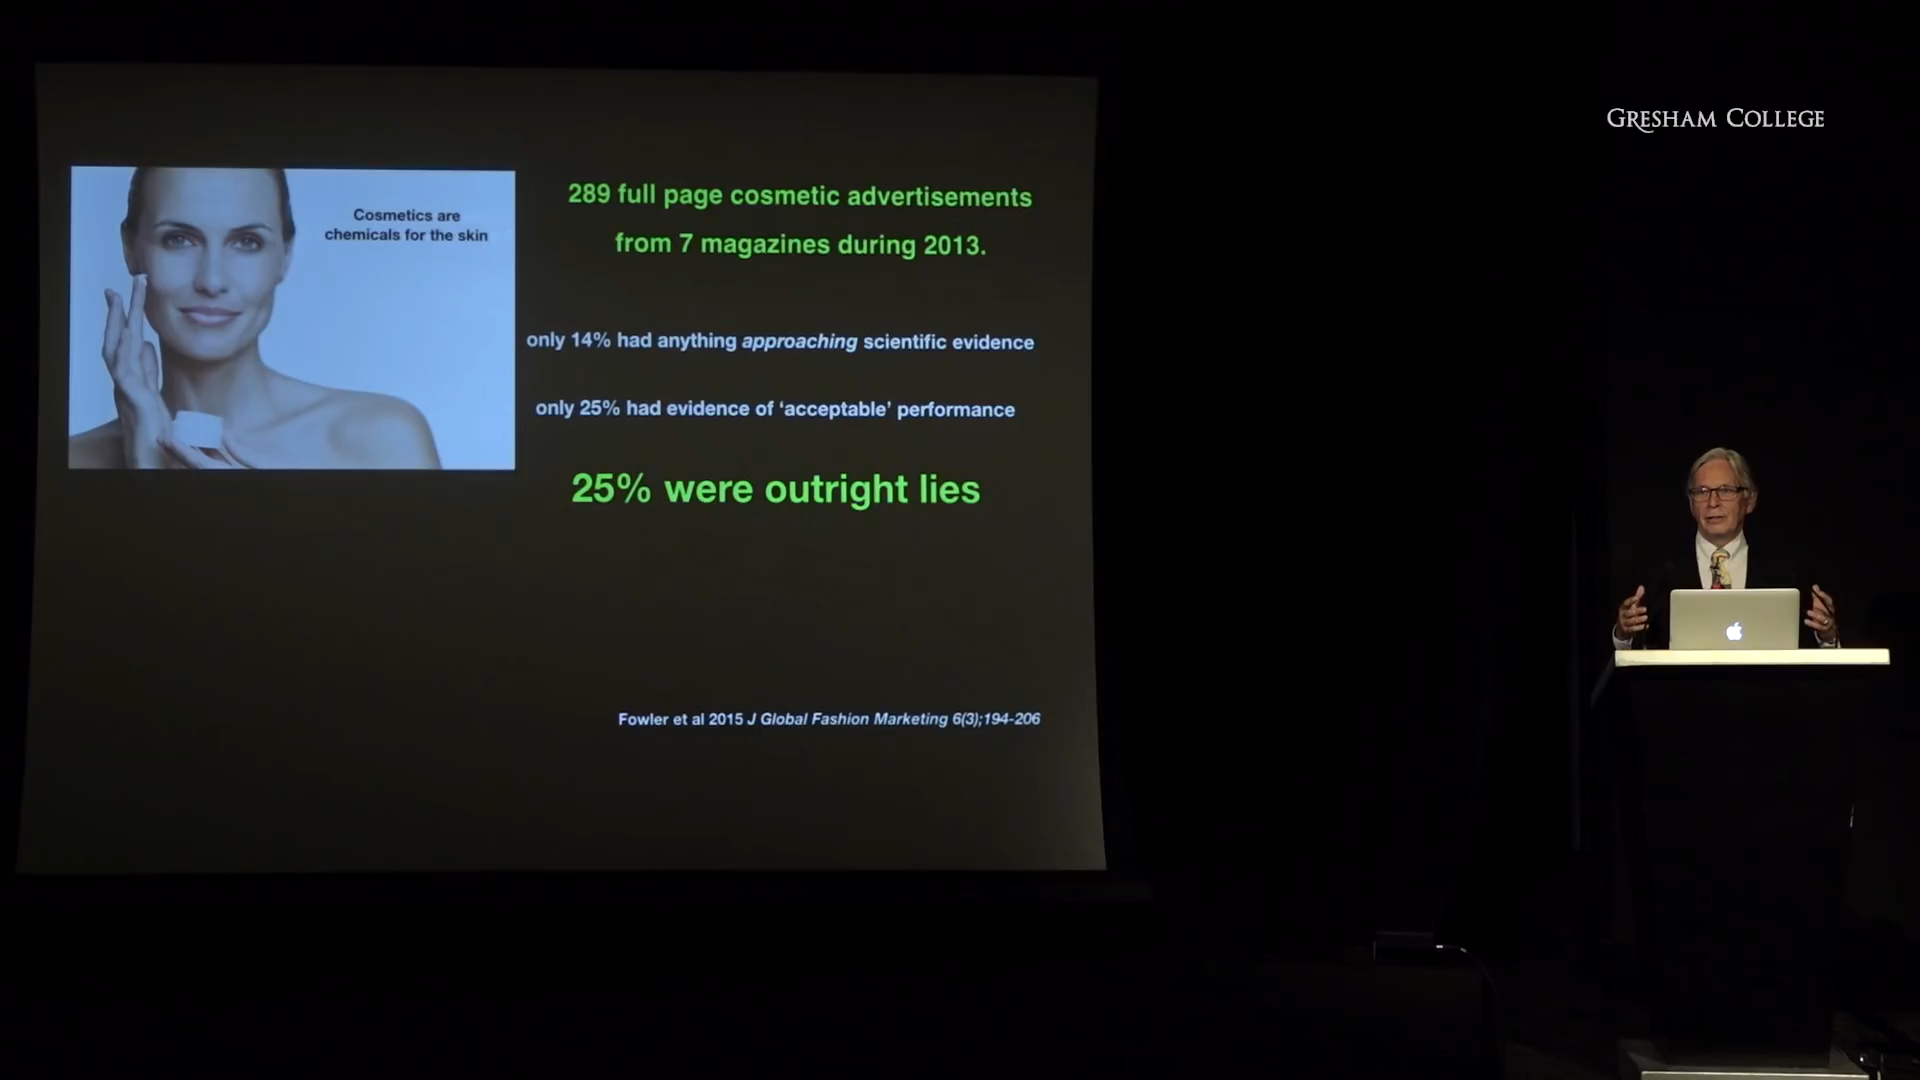 GRESHAM COLLEGE
Cosmetics are
chemicals for the skin
289 full page cosmetic advertisements
from 7 magazines during 2013.
only 14% had anything approaching scientific evidence
only 25% had evidence of ‘acceptable’ performance
25% were outright lies
Fowler et al 2015 J Global Fashion Marketing 6(3);194-206